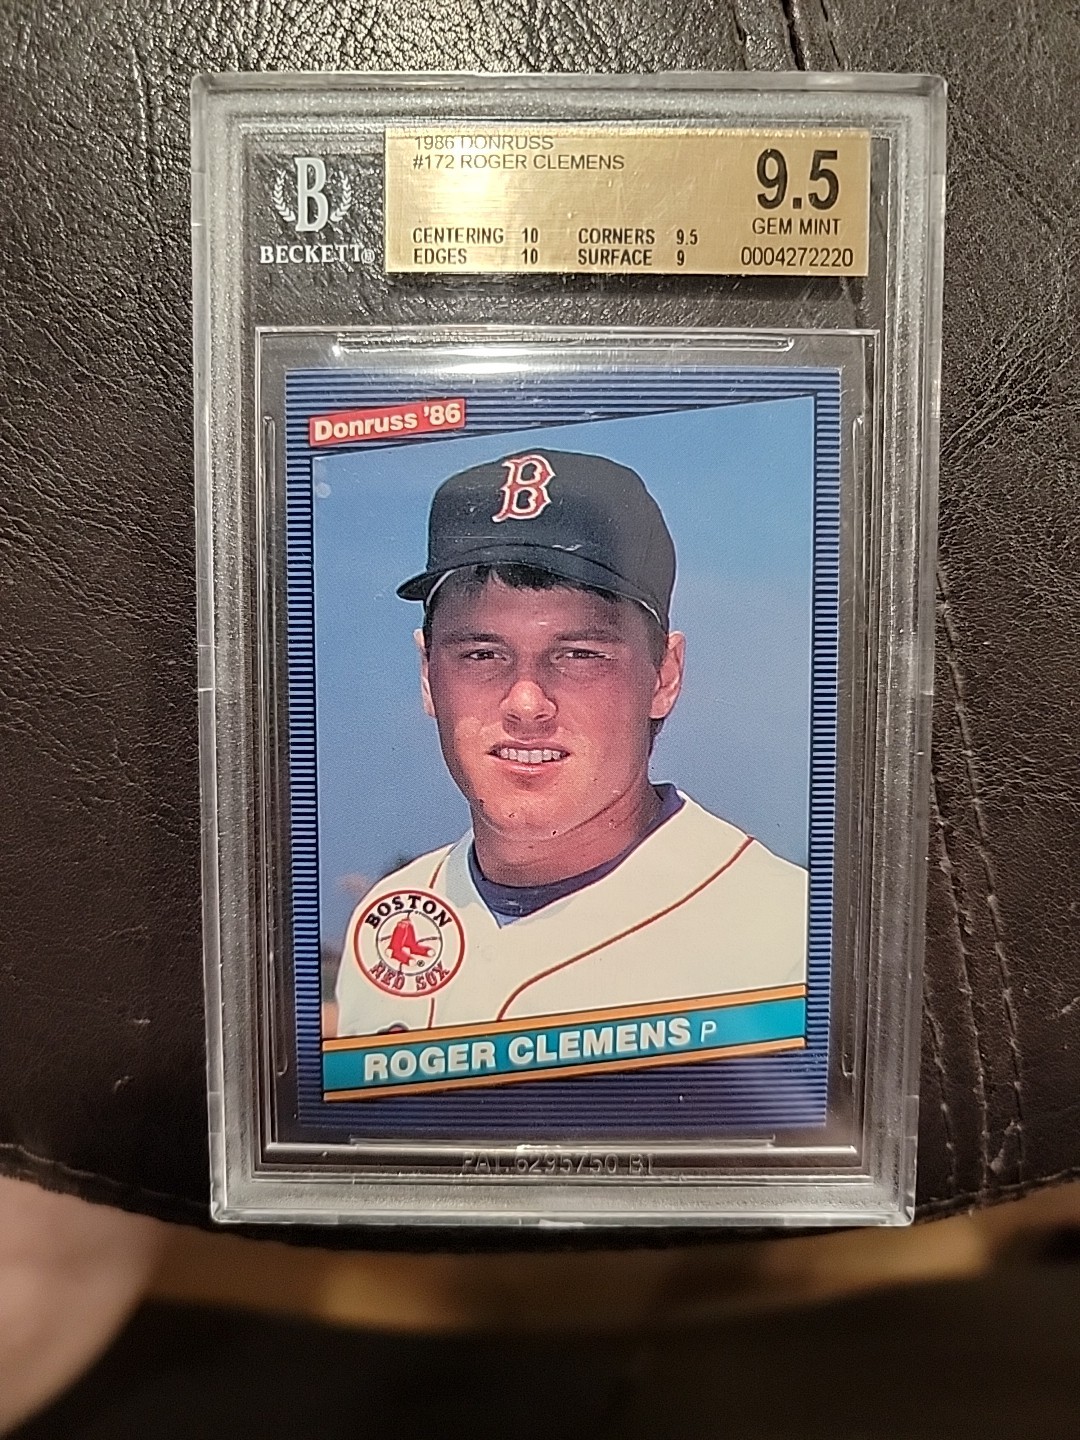 1986 DONRUSS
#172 ROGER CLEMENS
9.5
GEM MINT
CENTERING 10 CORNERS 9.5
EDGES 10 SURFACE 9
0004272220
B
BECKETT®
Donruss '86
B
BOSTON
RED SOX
ROGER CLEMENS P
PAT. 6295750 B1